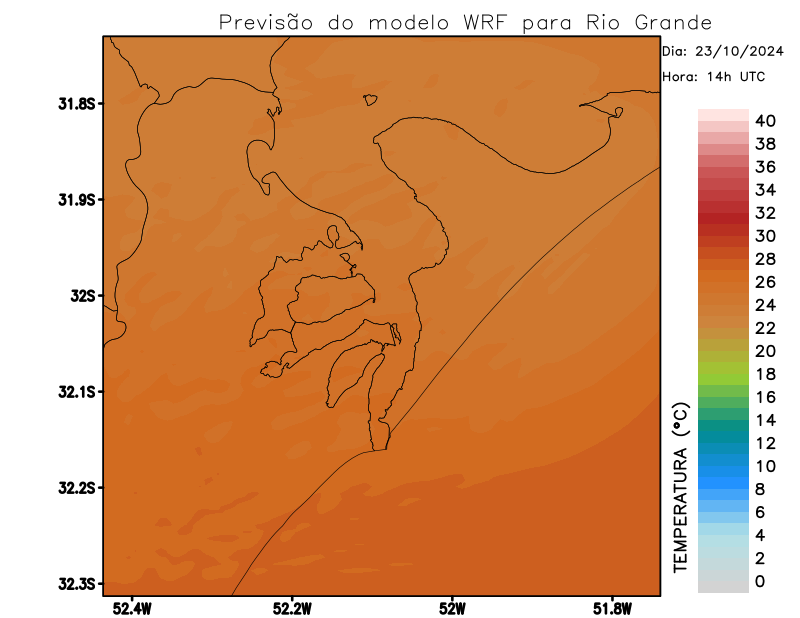 Previsão do modelo WRF para Rio Grande
Dia: 23/10/2024
Hora: 14h UTC
31.8S
31.9S
32S
32.1S
32.2S
32.3S
52.4W
52.2W
52W
51.8W
TEMPERATURA (°C)
40
38
36
34
32
30
28
26
24
22
20
18
16
14
12
10
8
6
4
2
0